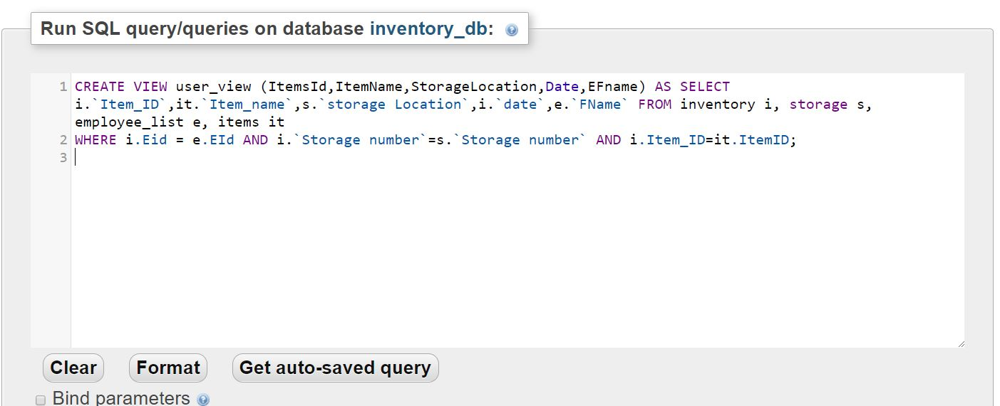 Run SQL query/queries on database inventory_db:
1 CREATE VIEW user_view (ItemsId,ItemName,StorageLocation,Date,EFname) AS SELECT
i.`Item_ID`,it.`Item_name`,s.`storage Location`,i.`date`,e.`FName` FROM inventory i, storage s,
employee_list e, items it
2 WHERE i.Eid = e.EId AND i.`Storage number`=s.`Storage number` AND i.Item_ID=it.ItemID;
3
Clear Format Get auto-saved query
Bind parameters